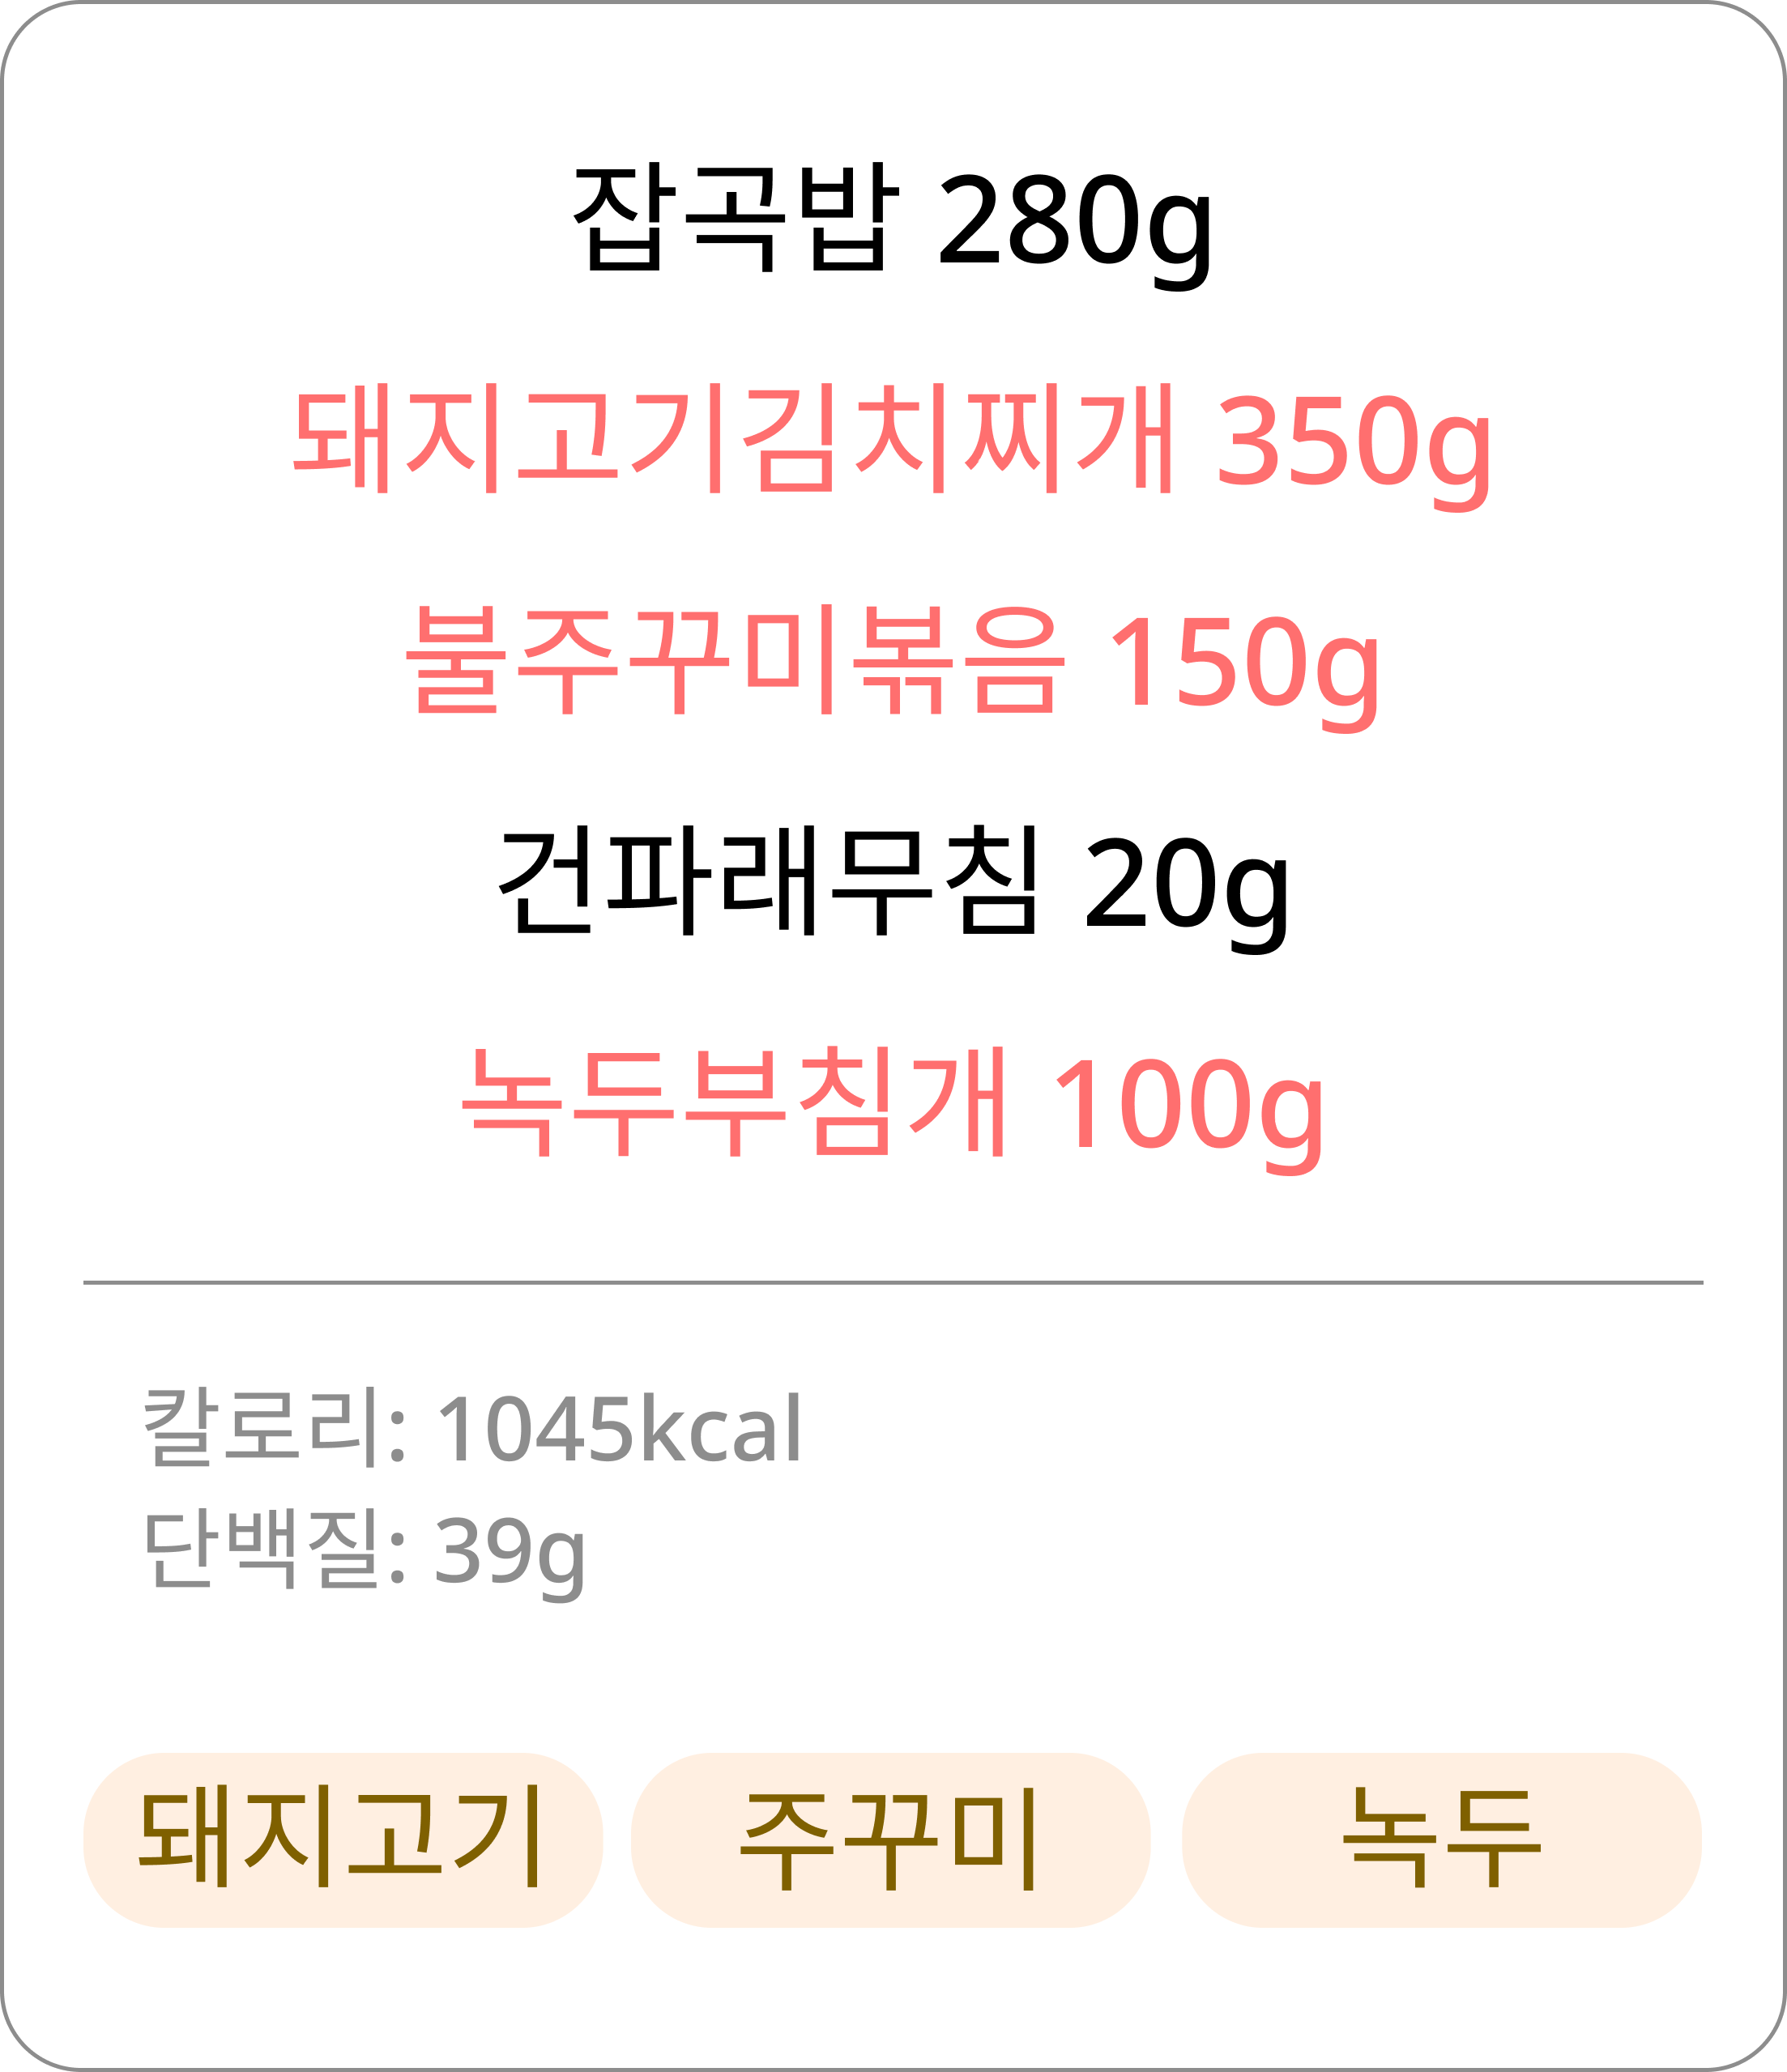 잡곡밥 280g
돼지고기김치찌개 350g
불주꾸미볶음 150g
건파래무침 20g
녹두부침개 100g
칼로리: 1045kcal
단백질: 39g
돼지고기 주꾸미 녹두